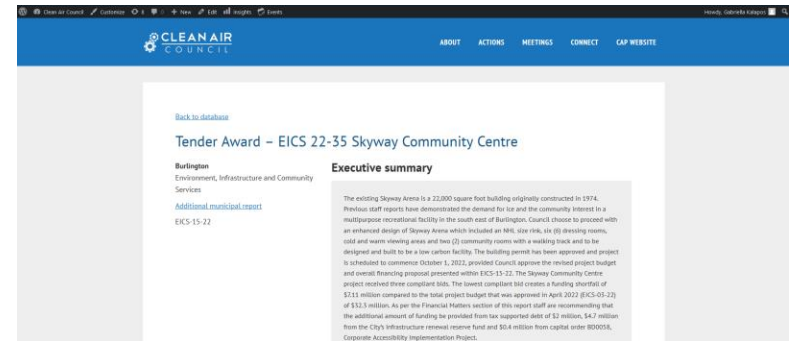 Clean Air Council Customize 8 0 New Edit Insights Events Howdy, Gabriella Kalapos
CLEAN AIR
COUNCIL
ABOUT ACTIONS MEETINGS CONNECT CAP WEBSITE
Back to database
Tender Award – EICS 22-35 Skyway Community Centre
Burlington
Environment, Infrastructure and Community
Services
Additional municipal report
EICS-15-22
Executive summary
The existing Skyway Arena is a 22,000 square foot building originally constructed in 1974.
Previous staff reports have demonstrated the demand for ice and the community interest in a
multipurpose recreational facility in the south east of Burlington. Council choose to proceed with
an enhanced design of Skyway Arena which included an NHL size rink, six (6) dressing rooms,
cold and warm viewing areas and two (2) community rooms with a walking track and to be
designed and built to be a low carbon facility. The building permit has been approved and project
is scheduled to commence October 1, 2022, provided Council approve the revised project budget
and overall financing proposal presented within EICS-15-22. The Skyway Community Centre
project received three compliant bids. The lowest compliant bid creates a funding shortfall of
$7.11 million compared to the total project budget that was approved in April 2022 (EICS-03-22)
of $32.3 million. As per the Financial Matters section of this report staff are recommending that
the additional amount of funding be provided from tax supported debt of $2 million, $4.7 million
from the City's infrastructure renewal reserve fund and $0.4 million from capital order BD0058,
Corporate Accessibility Implementation Project.